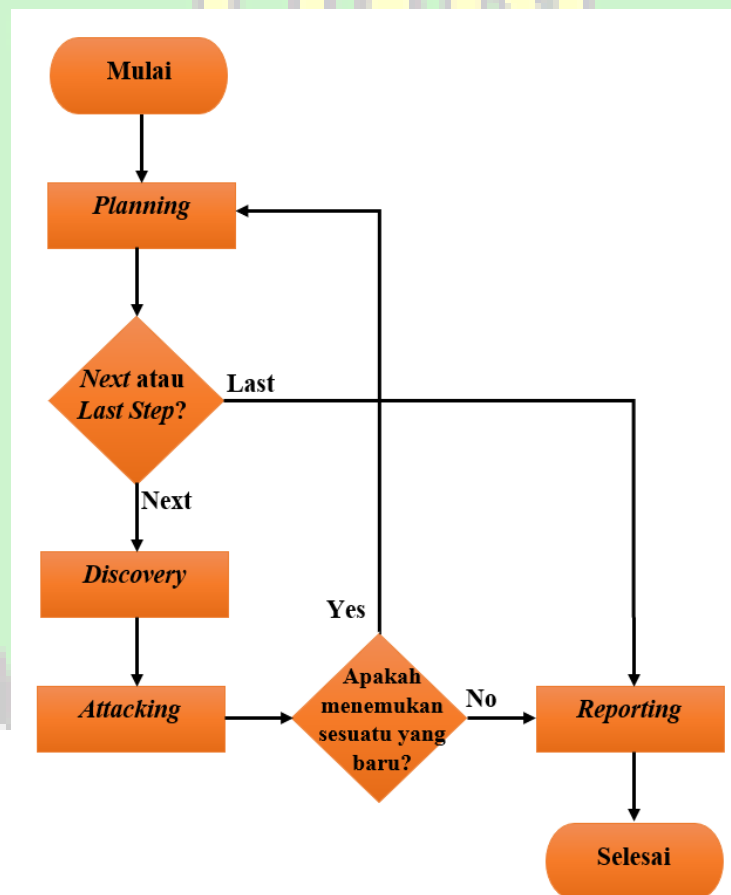 Mulai
Planning
Next atau
Last Step?
Last
Next
Discovery
Yes
Attacking
Apakah
menemukan
sesuatu yang
baru?
No
Reporting
Selesai